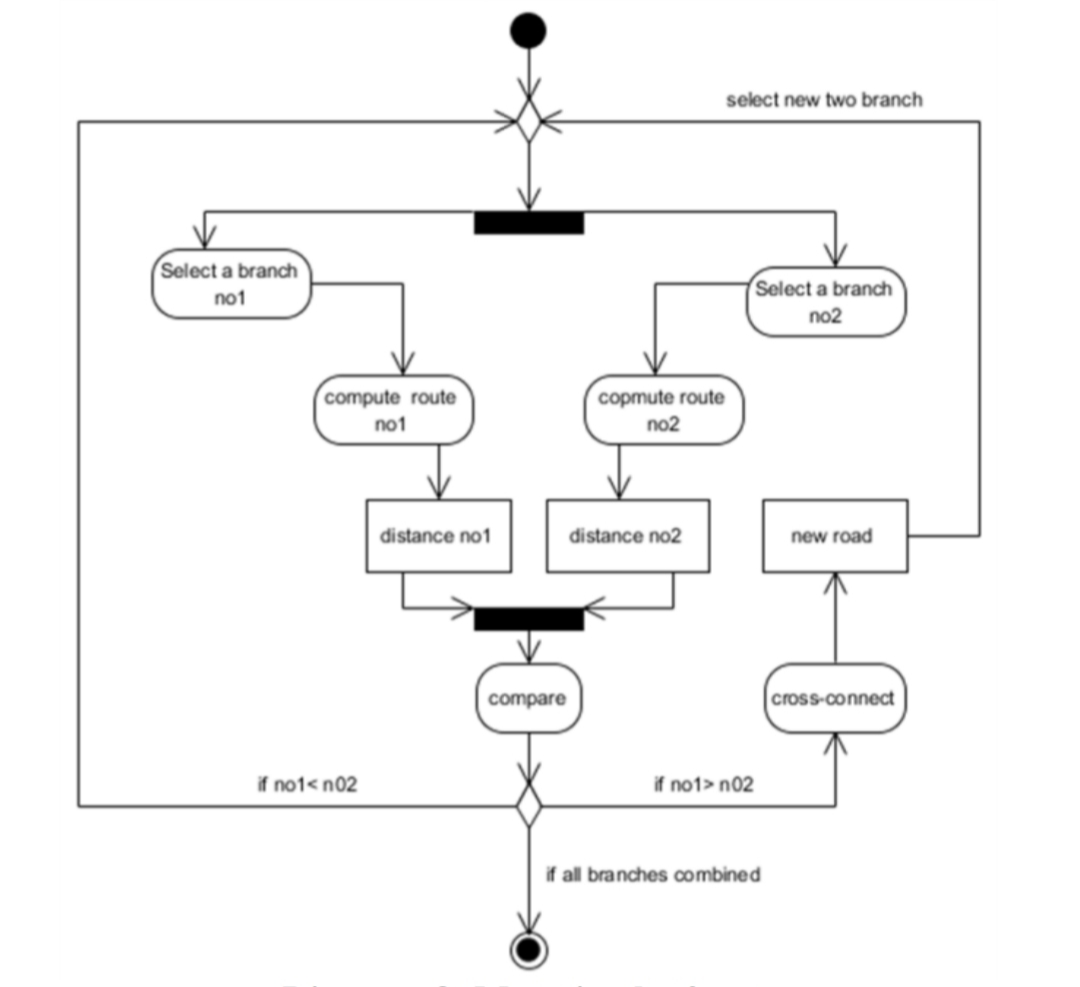 select new two branch
Select a branch
no1
Select a branch
no2
compute route
no1
copmute route
no2
distance no1
distance no2
new road
compare
cross-connect
if no1< n02
if no1> n02
if all branches combined